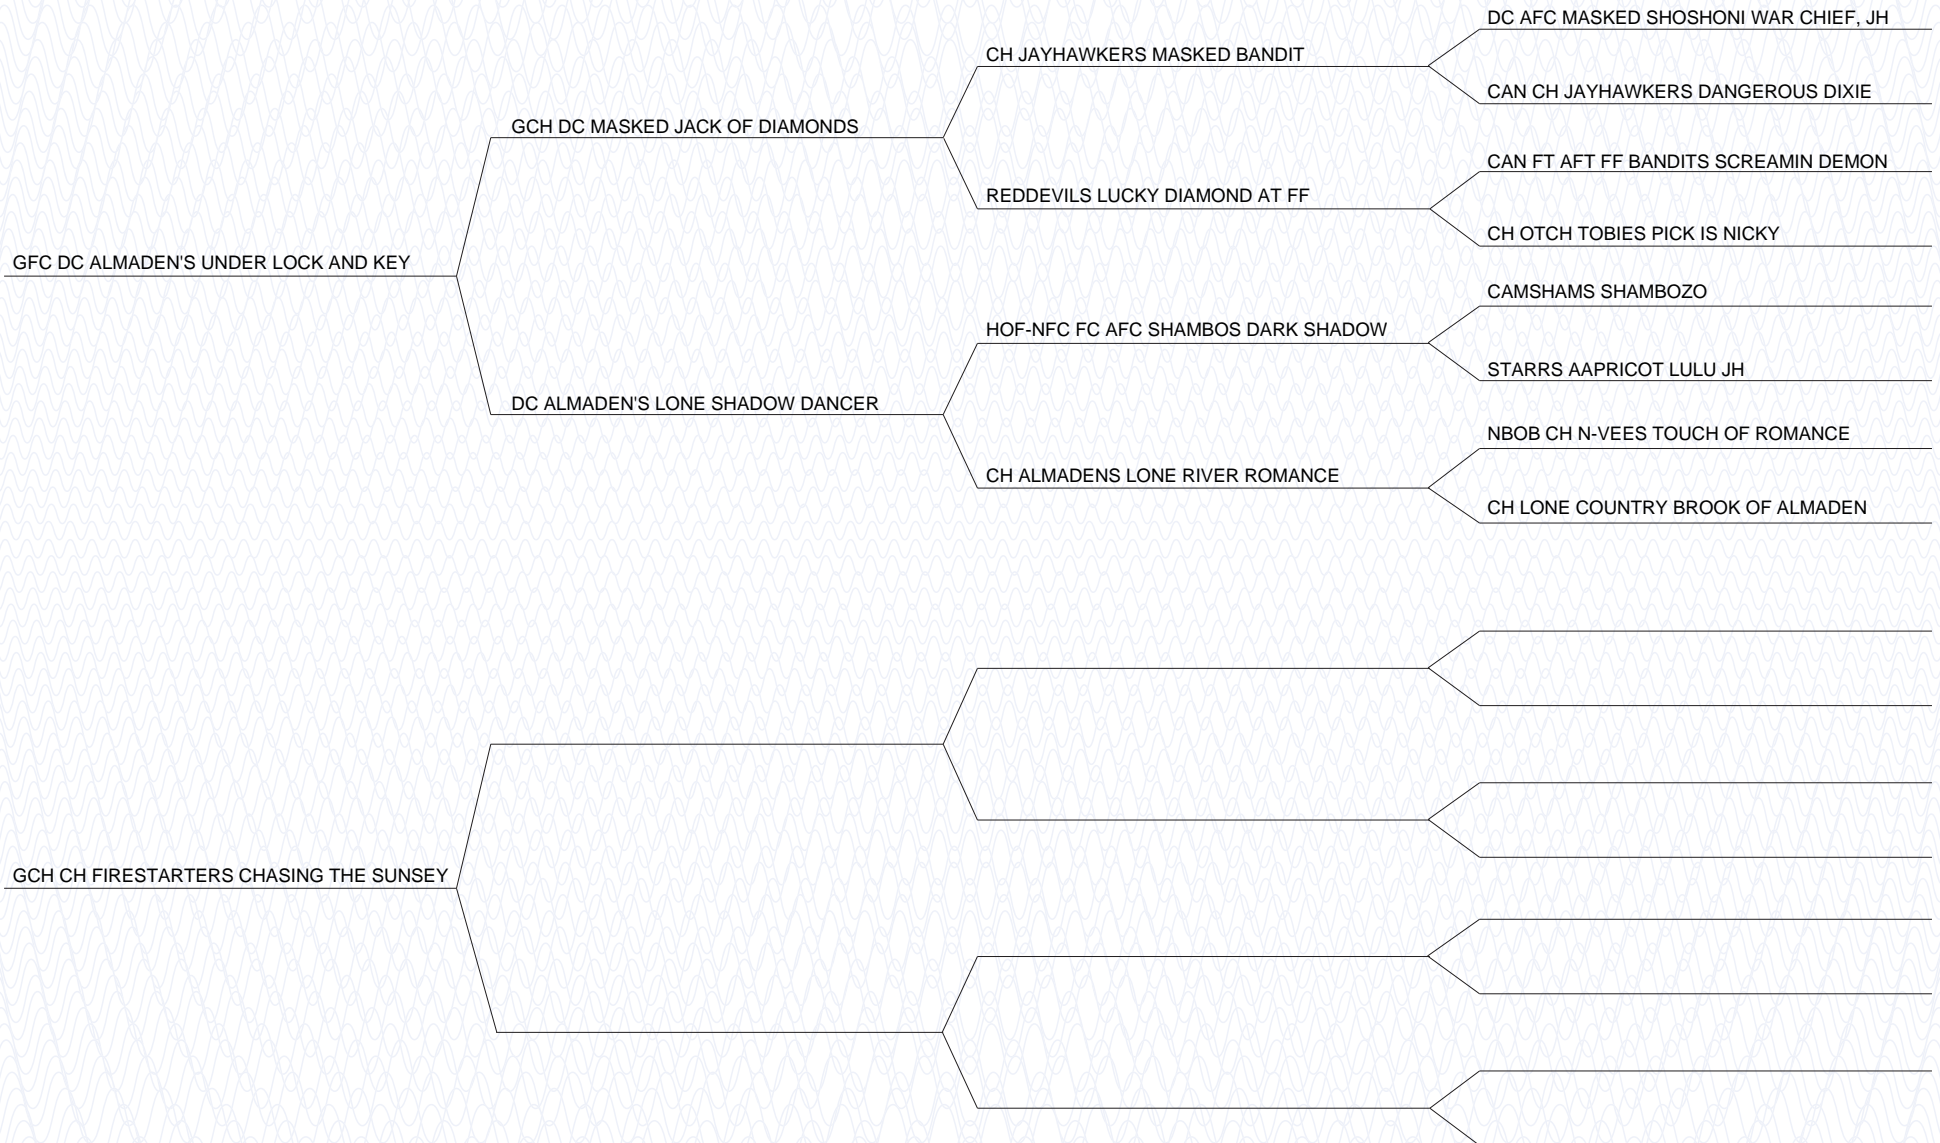 DC AFC MASKED SHOSHONI WAR CHIEF, JH
CH JAYHAWKERS MASKED BANDIT
CAN CH JAYHAWKERS DANGEROUS DIXIE
GCH DC MASKED JACK OF DIAMONDS
CAN FT AFT FF BANDITS SCREAMIN DEMON
REDDEVILS LUCKY DIAMOND AT FF
CH OTCH TOBIES PICK IS NICKY
GFC DC ALMADEN'S UNDER LOCK AND KEY
CAMSHAMS SHAMBOZO
HOF-NFC FC AFC SHAMBOS DARK SHADOW
STARRS AAPRICOT LULU JH
DC ALMADEN'S LONE SHADOW DANCER
NBOB CH N-VEES TOUCH OF ROMANCE
CH ALMADENS LONE RIVER ROMANCE
CH LONE COUNTRY BROOK OF ALMADEN
GCH CH FIRESTARTERS CHASING THE SUNSEY